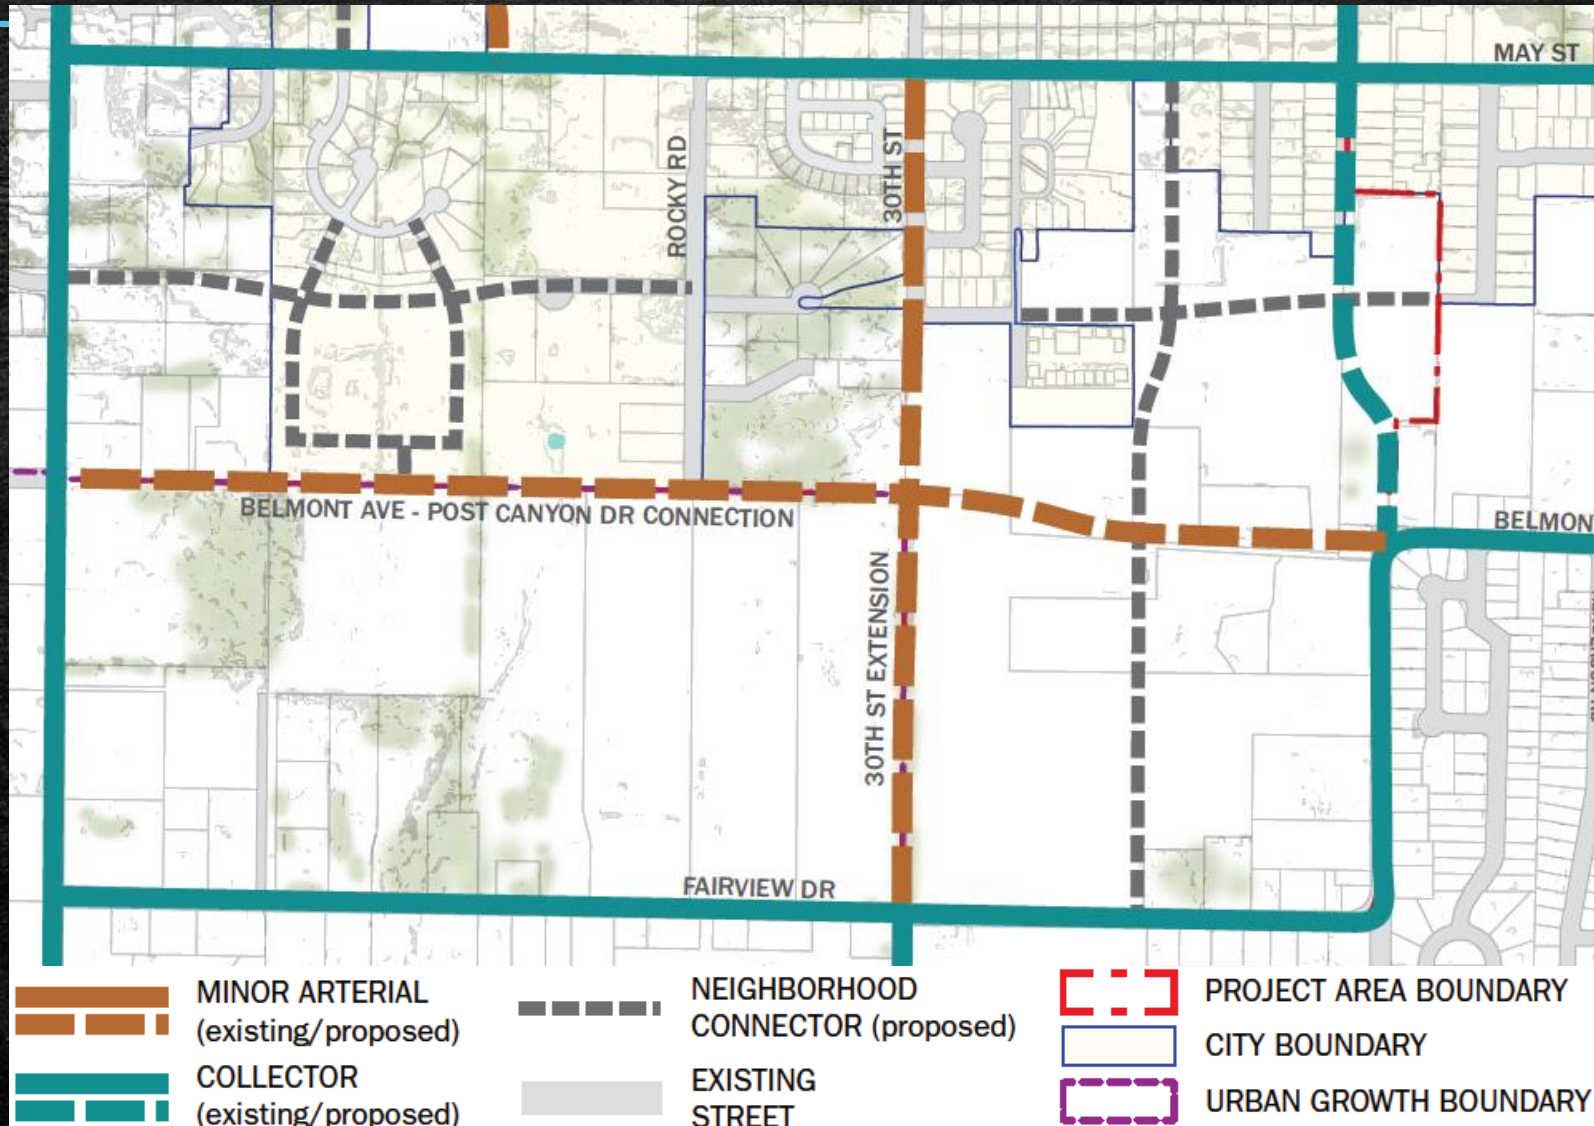 MAY ST
ROCKY RD
30TH ST
BELMONT AVE - POST CANYON DR CONNECTION
BELMON
30TH ST EXTENSION
FAIRVIEW DR
MINOR ARTERIAL
(existing/proposed)
COLLECTOR
(existing/proposed)
NEIGHBORHOOD
CONNECTOR (proposed)
EXISTING
STREET
PROJECT AREA BOUNDARY
CITY BOUNDARY
URBAN GROWTH BOUNDARY